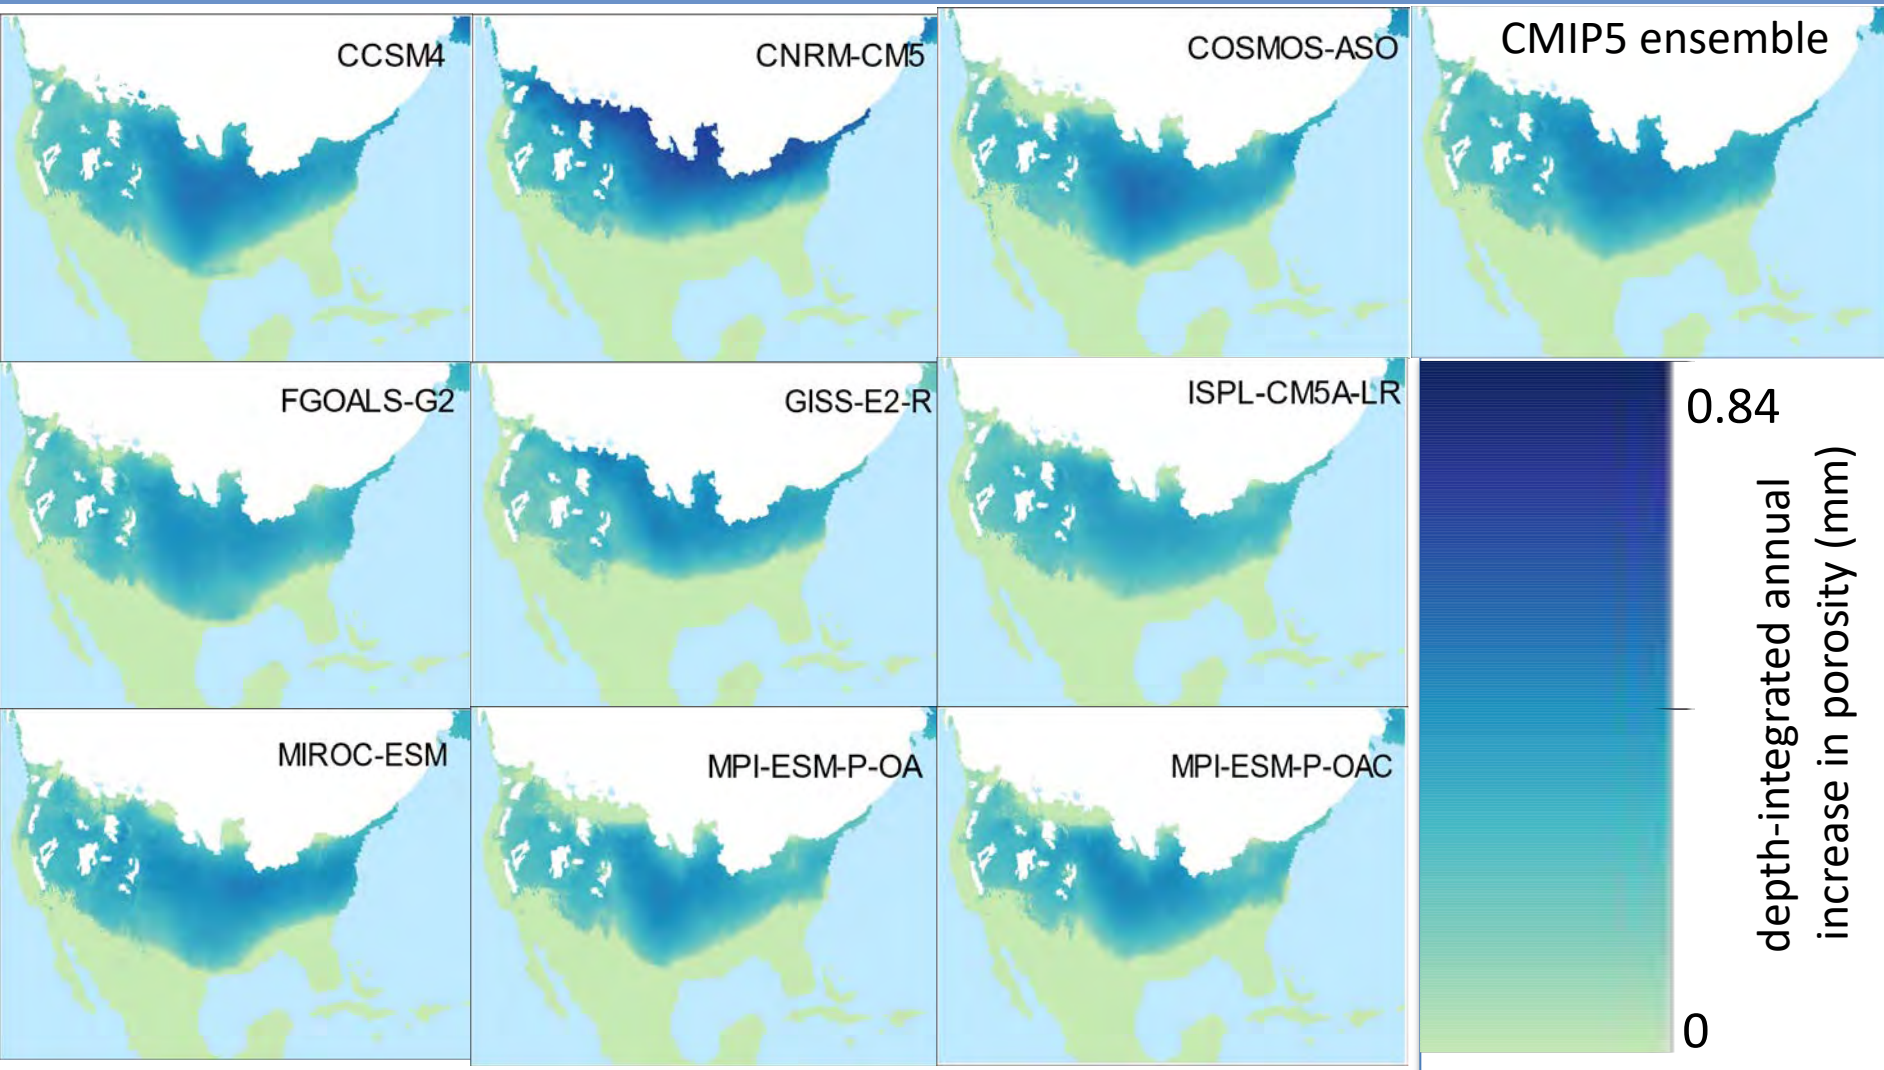 CCSM4
CNRM-CM5
COSMOS-ASO
CMIP5 ensemble
FGOALS-G2
GISS-E2-R
ISPL-CM5A-LR
MIROC-ESM
MPI-ESM-P-OA
MPI-ESM-P-OAC
0.84
depth-integrated annual
increase in porosity (mm)
0